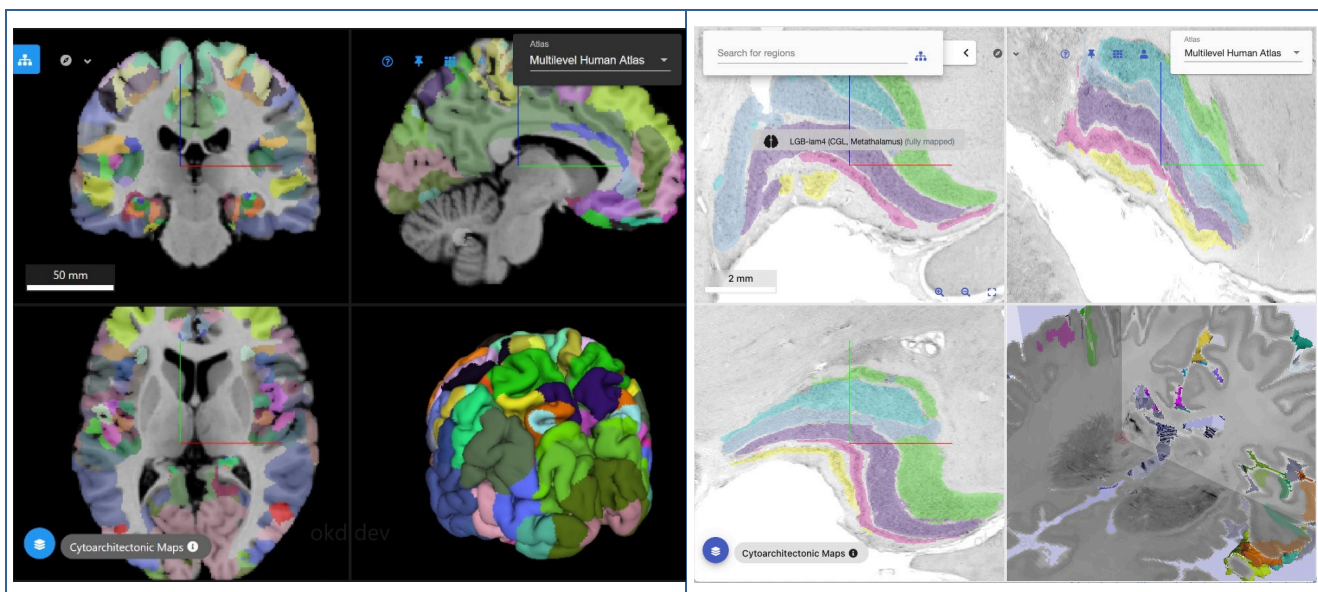 Atlas
Multilevel Human Atlas
50 mm
okd dev
Cytoarchitectonic Maps
Search for regions
Atlas
Multilevel Human Atlas
LGB-lam4 (CGL, Metathalamus) (fully mapped)
2 mm
Cytoarchitectonic Maps